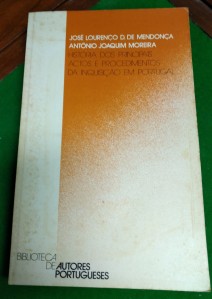 JOSÉ LOURENÇO D. DE MENDONÇA
ANTÓNIO JOAQUIM MOREIRA
HISTÓRIA DOS PRINCIPAIS
ACTOS E PROCEDIMENTOS
DA INQUISIÇÃO EM PORTUGAL
BIBLIOTECA
DE AUTORES
PORTUGUESES